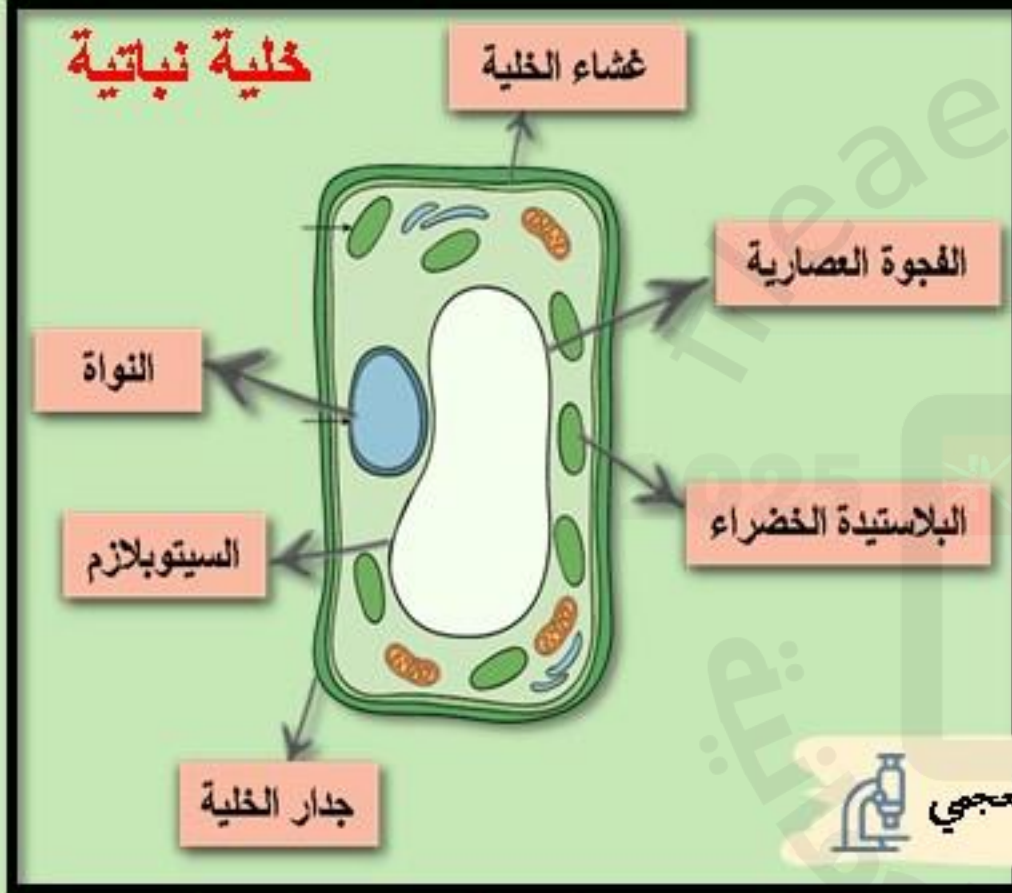 خلية نباتية
غشاء الخلية
الفجوة العصارية
النواة
البلاستيدة الخضراء
السيتوبلازم
جدار الخلية